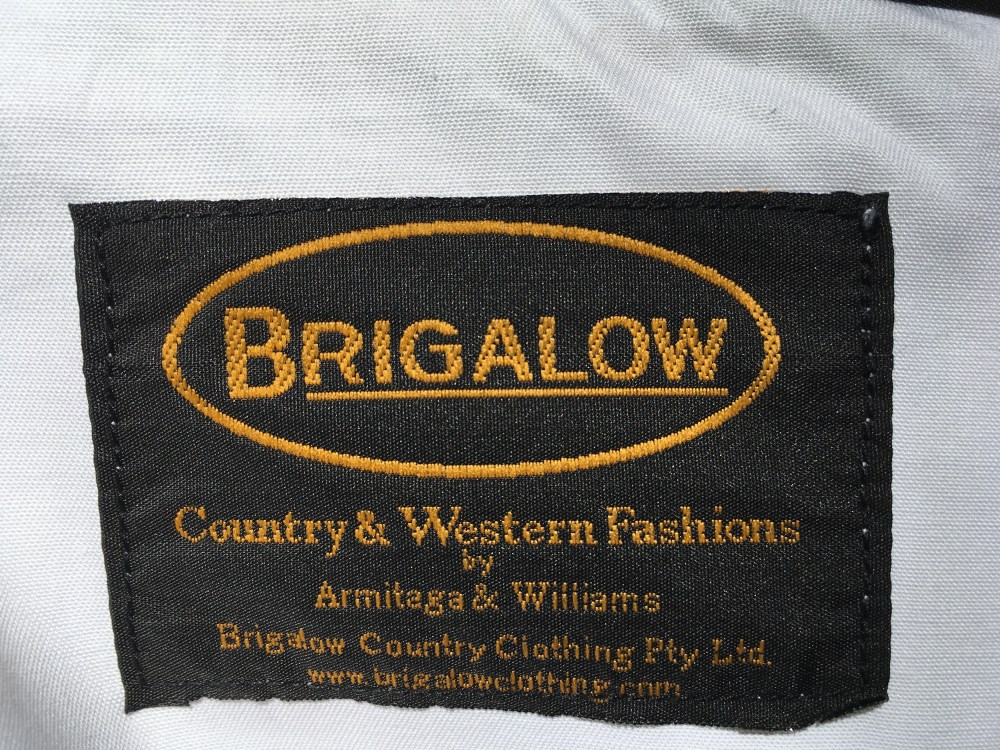 BRIGALOW
Country & Western Fashions
by
Armitaga & Williams
Brigalow Country Clothing Pty Ltd.
www.brigalowclothing.com